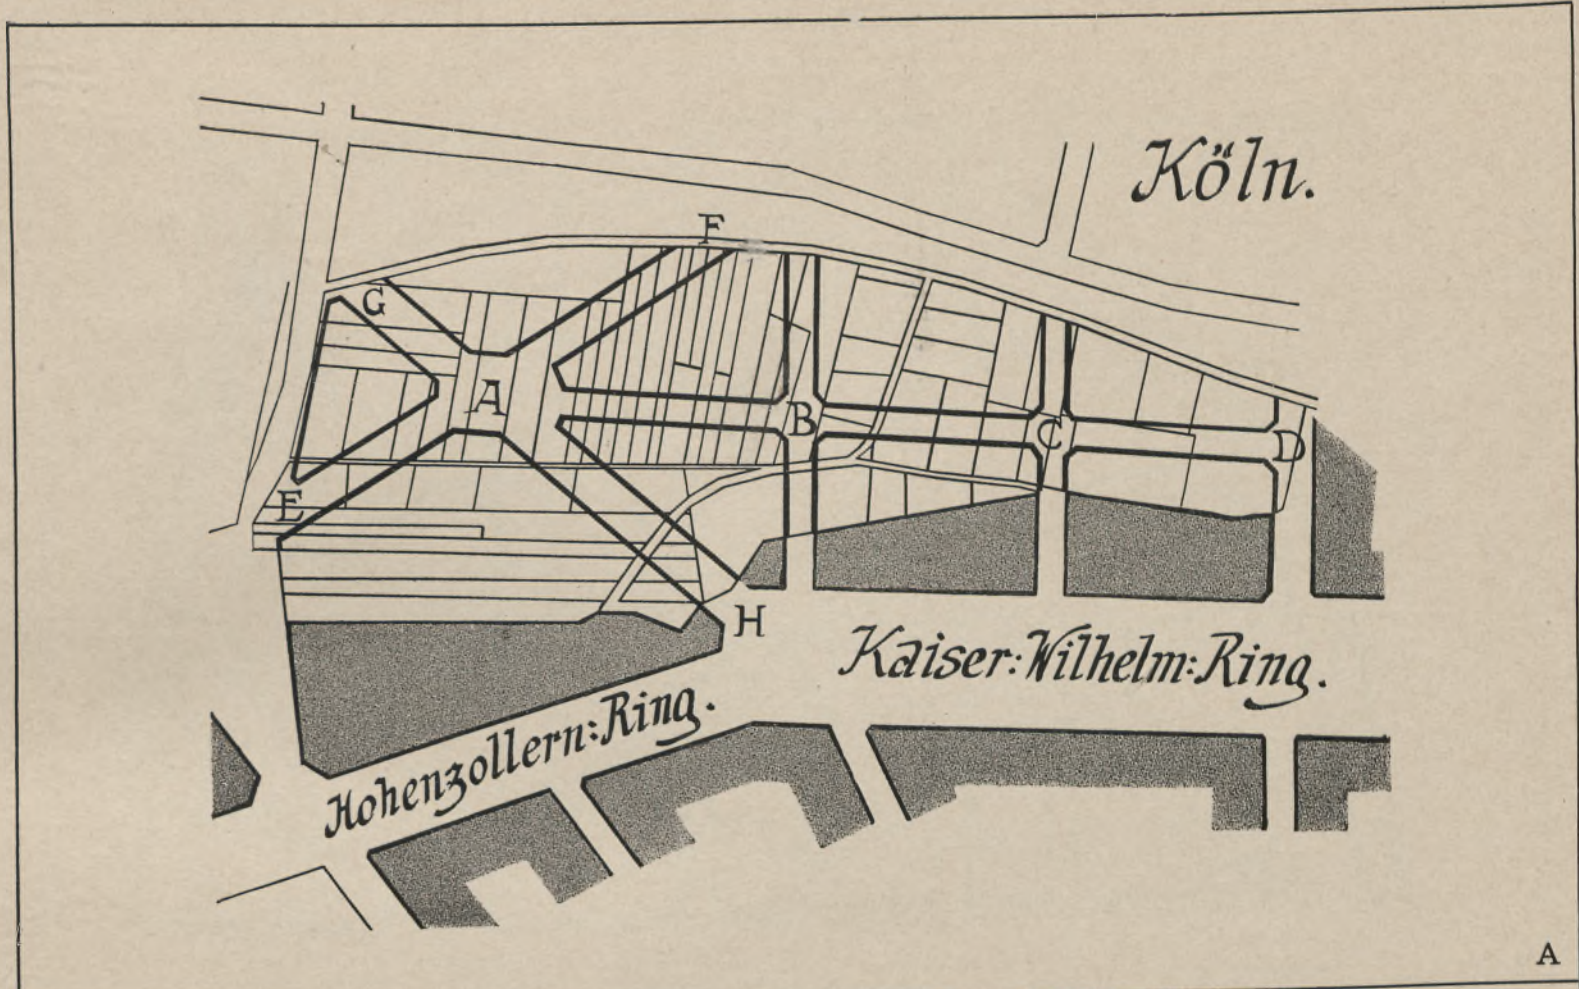 Köln.
F
G
A
B
C
D
E
H
Kaiser:Wilhelm:Ring.
Hohenzollern:Ring.
A